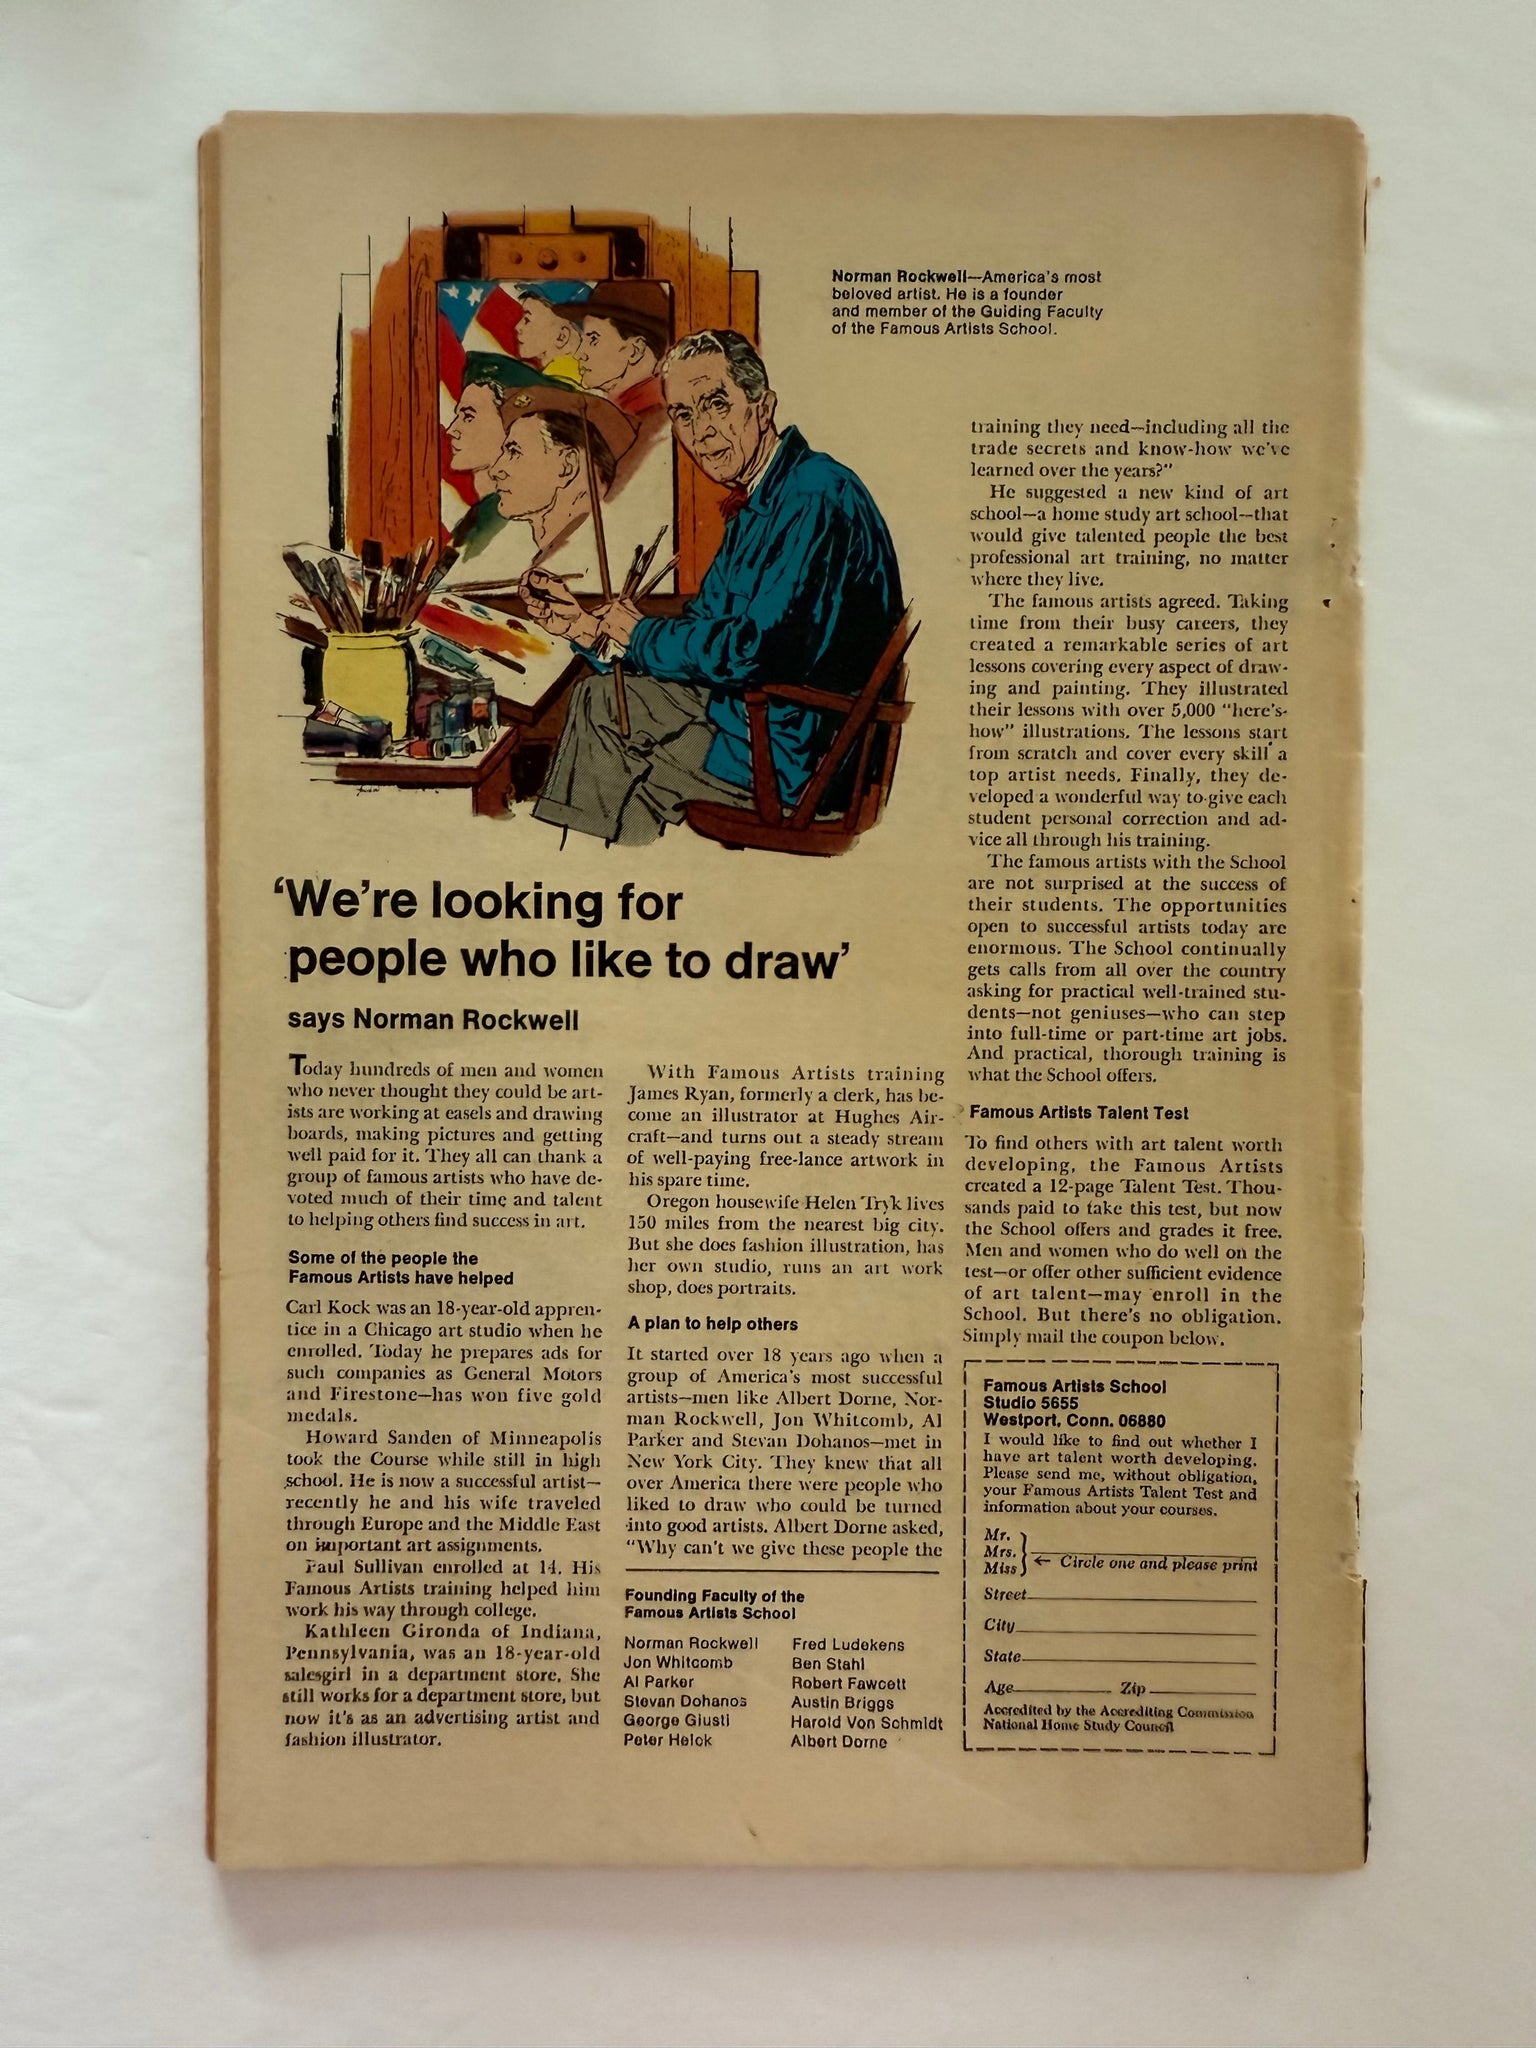 Norman Rockwell—America's most
beloved artist. He is a founder
and member of the Guiding Faculty
of the Famous Artists School.
'We're looking for
people who like to draw'
says Norman Rockwell
Today hundreds of men and women
who never thought they could be art-
ists are working at easels and drawing
boards, making pictures and getting
well paid for it. They all can thank a
group of famous artists who have de-
voted much of their time and talent
to helping others find success in art.
Some of the people the
Famous Artists have helped
Carl Kock was an 18-year-old appren-
tice in a Chicago art studio when he
enrolled. Today he prepares ads for
such companies as General Motors
and Firestone—has won five gold
medals.
Howard Sanden of Minneapolis
took the Course while still in high
school. He is now a successful artist—
recently he and his wife traveled
through Europe and the Middle East
on important art assignments.
Paul Sullivan enrolled at 14. His
Famous Artists training helped him
work his way through college.
Kathleen Gironda of Indiana,
Pennsylvania, was an 18-year-old
salesgirl in a department store. She
still works for a department store, but
now it's as an advertising artist and
fashion illustrator.
With Famous Artists training
James Ryan, formerly a clerk, has be-
come an illustrator at Hughes Air-
craft—and turns out a steady stream
of well-paying free-lance artwork in
his spare time.
Oregon housewife Helen Tryk lives
150 miles from the nearest big city.
But she does fashion illustration, has
her own studio, runs an art work
shop, does portraits.
A plan to help others
It started over 18 years ago when a
group of America's most successful
artists—men like Albert Dorne, Nor-
man Rockwell, Jon Whitcomb, Al
Parker and Stevan Dohanos—met in
New York City. They knew that all
over America there were people who
liked to draw who could be turned
into good artists. Albert Dorne asked,
"Why can't we give these people the
Founding Faculty of the
Famous Artists School
Norman Rockwell
Jon Whitcomb
Al Parker
Stevan Dohanos
George Giusti
Peter Helck
Fred Ludekens
Ben Stahl
Robert Fawcett
Austin Briggs
Harold Von Schmidt
Albert Dorne
training they need—including all the
trade secrets and know-how we've
learned over the years?"
He suggested a new kind of art
school—a home study art school—that
would give talented people the best
professional art training, no matter
where they live.
The famous artists agreed. Taking
time from their busy careers, they
created a remarkable series of art
lessons covering every aspect of draw-
ing and painting. They illustrated
their lessons with over 5,000 "here's-
how" illustrations. The lessons start
from scratch and cover every skill a
top artist needs. Finally, they de-
veloped a wonderful way to give each
student personal correction and ad-
vice all through his training.
The famous artists with the School
are not surprised at the success of
their students. The opportunities
open to successful artists today are
enormous. The School continually
gets calls from all over the country
asking for practical well-trained stu-
dents—not geniuses—who can step
into full-time or part-time art jobs.
And practical, thorough training is
what the School offers.
Famous Artists Talent Test
To find others with art talent worth
developing, the Famous Artists
created a 12-page Talent Test. Thou-
sands paid to take this test, but now
the School offers and grades it free.
Men and women who do well on the
test—or offer other sufficient evidence
of art talent—may enroll in the
School. But there's no obligation.
Simply mail the coupon below.
Famous Artists School
Studio 5655
Westport, Conn. 06880
I would like to find out whether I
have art talent worth developing.
Please send me, without obligation,
your Famous Artists Talent Test and
information about your courses.
Mr.
Mrs.
Miss
← Circle one and please print
Street
City
State
Age Zip
Accredited by the Accrediting Commission
National Home Study Council